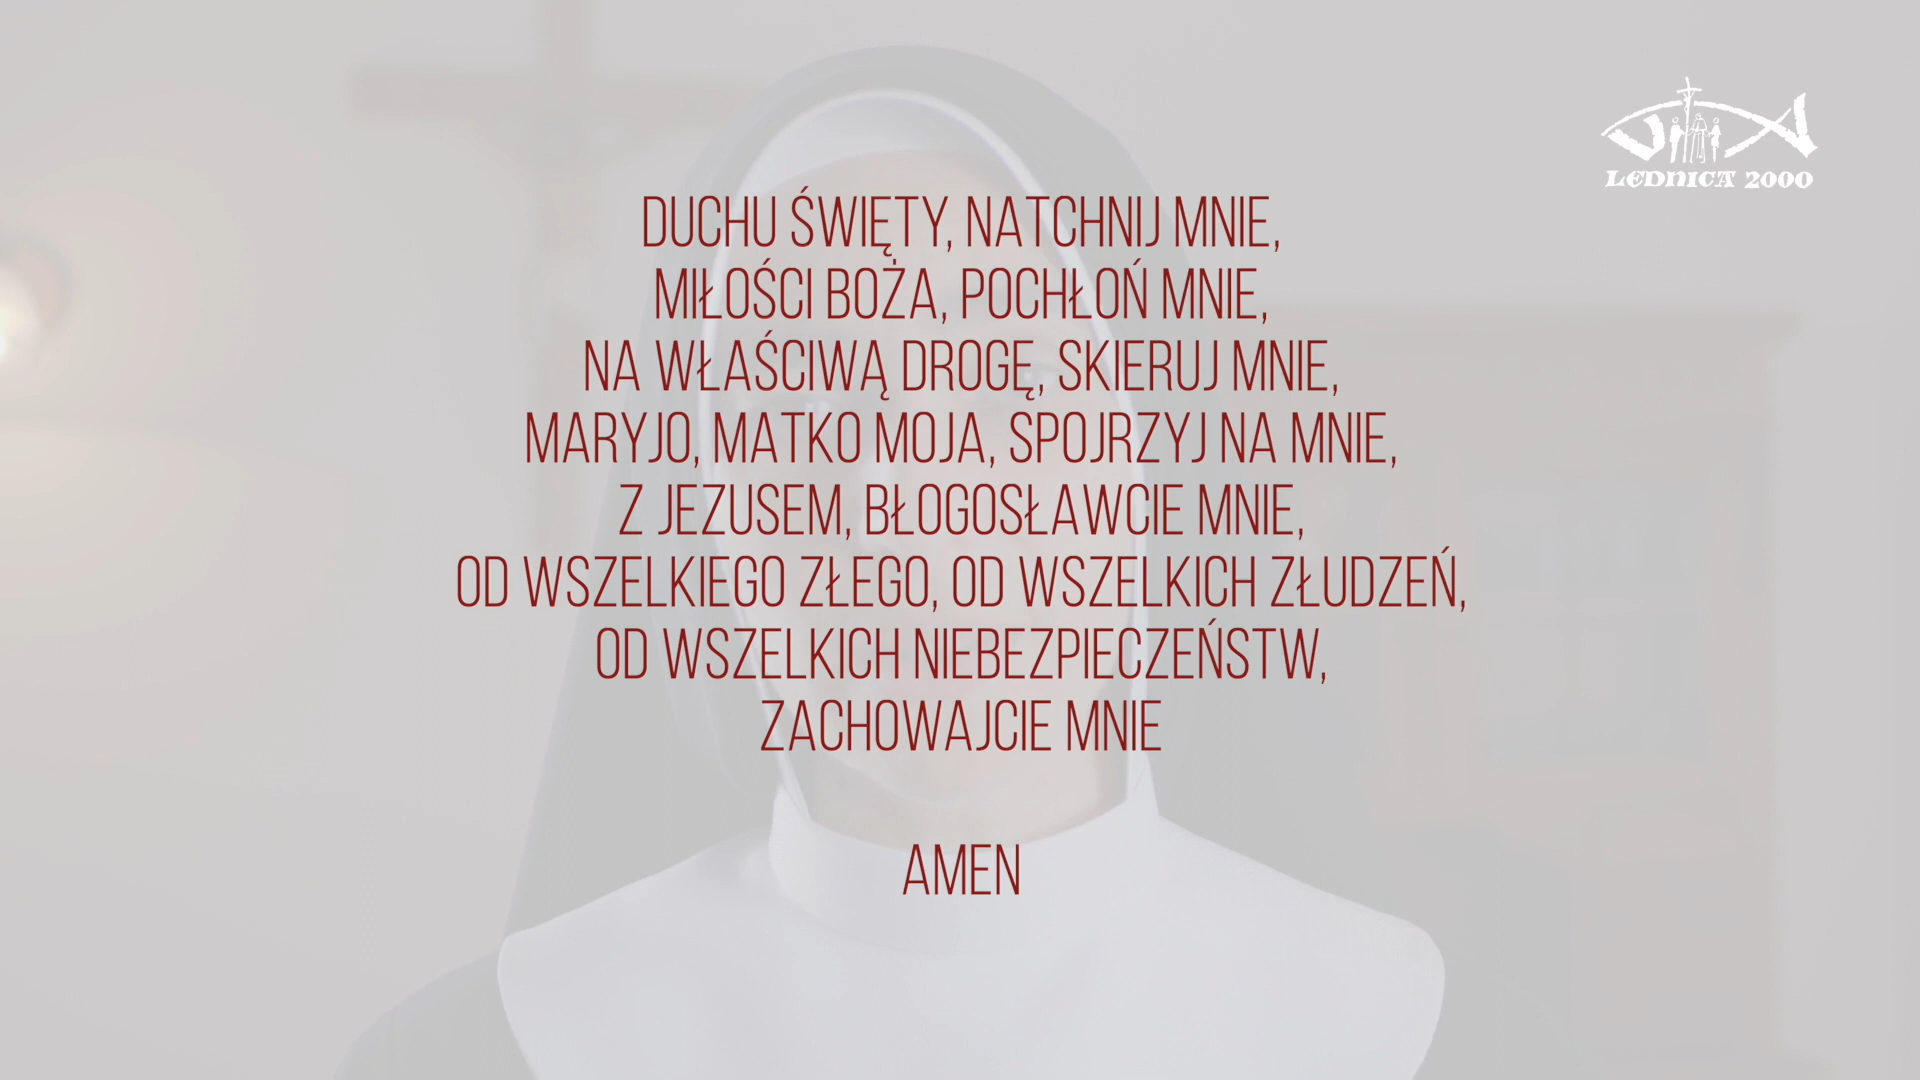 LEDNICA 2000
DUCHU ŚWIĘTY, NATCHNIJ MNIE,
MIŁOŚCI BOŻA, POCHŁOŃ MNIE,
NA WŁAŚCIWĄ DROGĘ, SKIERUJ MNIE,
MARYJO, MATKO MOJA, SPOJRZYJ NA MNIE,
Z JEZUSEM, BŁOGOSŁAWCIE MNIE,
OD WSZELKIEGO ZŁEGO, OD WSZELKICH ZŁUDZEŃ,
OD WSZELKICH NIEBEZPIECZEŃSTW,
ZACHOWAJCIE MNIE
AMEN